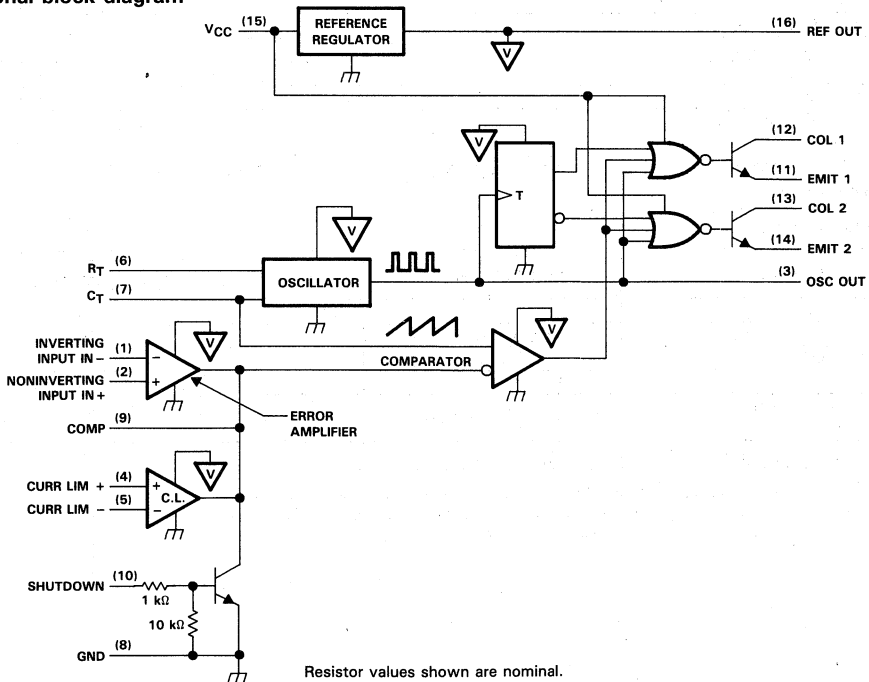 onal block diagram
VCC (15)
REFERENCE
REGULATOR
V
(16) REF OUT
V
T
(12) COL 1
(11) EMIT 1
(13) COL 2
(14) EMIT 2
V
RT (6)
OSCILLATOR
(3) OSC OUT
CT (7)
INVERTING
INPUT IN− (1)
−
V
COMPARATOR
V
NONINVERTING
INPUT IN+ (2)
+
ERROR
AMPLIFIER
COMP (9)
CURR LIM + (4)
+
V
C.L.
CURR LIM − (5)
−
SHUTDOWN (10)
1 kΩ
10 kΩ
GND (8)
Resistor values shown are nominal.